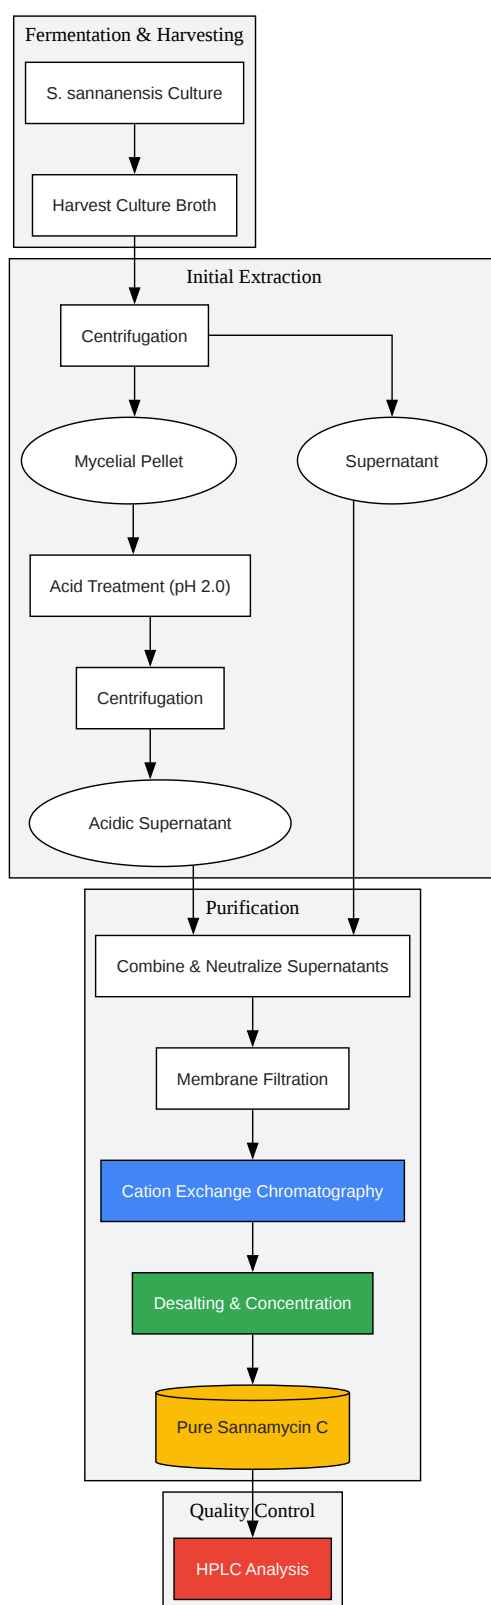 Fermentation & Harvesting
S. sannanensis Culture
Harvest Culture Broth
Initial Extraction
Centrifugation
Mycelial Pellet
Supernatant
Acid Treatment (pH 2.0)
Centrifugation
Acidic Supernatant
Purification
Combine & Neutralize Supernatants
Membrane Filtration
Cation Exchange Chromatography
Desalting & Concentration
Pure Sannamycin C
Quality Control
HPLC Analysis